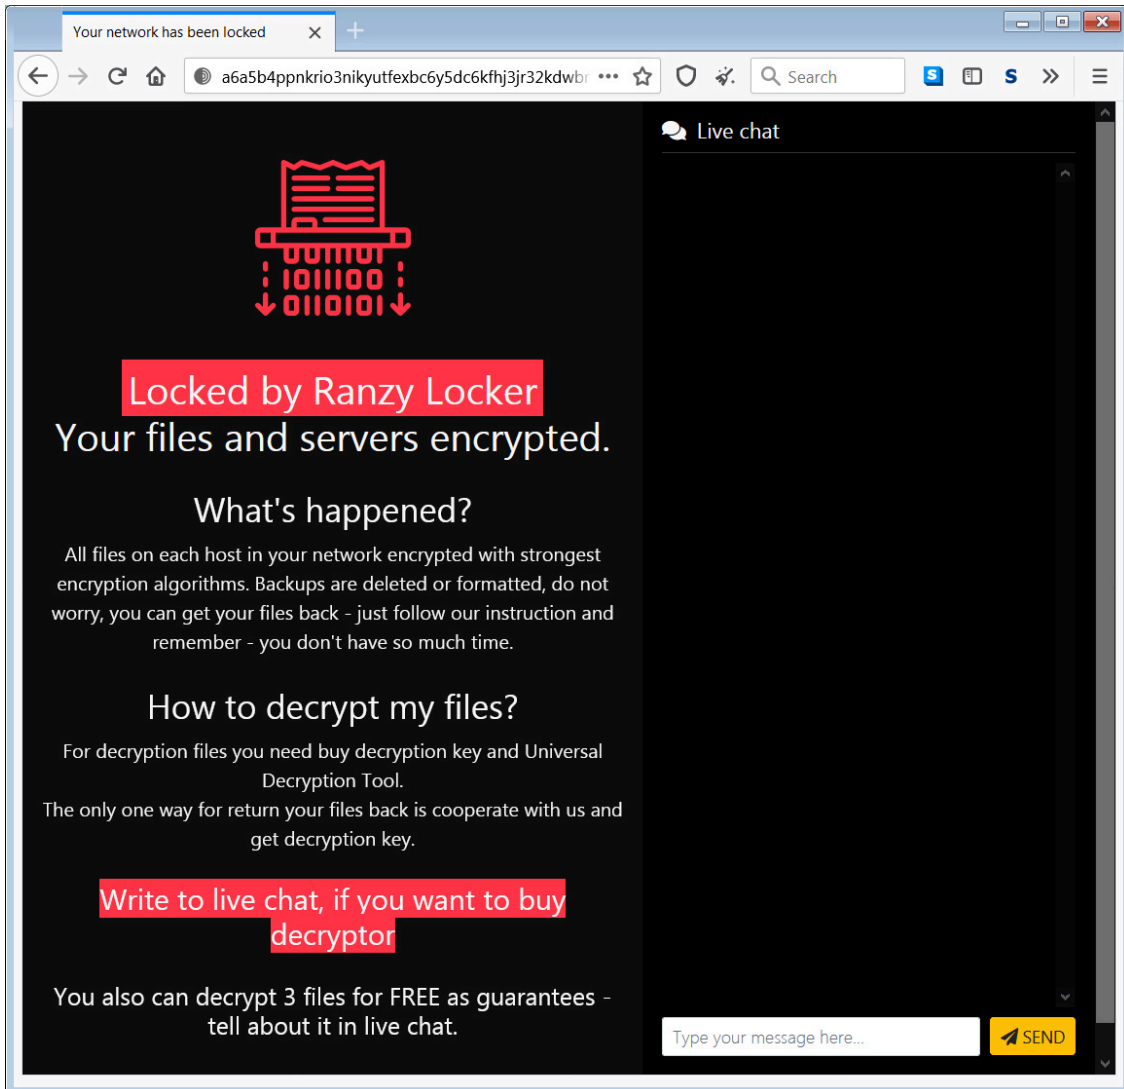 Your network has been locked
a6a5b4ppnkrio3nikyutfexbc6y5dc6kfhj3jr32kdwbr
Search
S
S
Live chat
OUTITUT
1011100
0110101
Locked by Ranzy Locker
Your files and servers encrypted.
What's happened?
All files on each host in your network encrypted with strongest
encryption algorithms. Backups are deleted or formatted, do not
worry, you can get your files back - just follow our instruction and
remember - you don't have so much time.
How to decrypt my files?
For decryption files you need buy decryption key and Universal
Decryption Tool.
The only one way for return your files back is cooperate with us and
get decryption key.
Write to live chat, if you want to buy
decryptor
You also can decrypt 3 files for FREE as guarantees -
tell about it in live chat.
Type your message here...
SEND